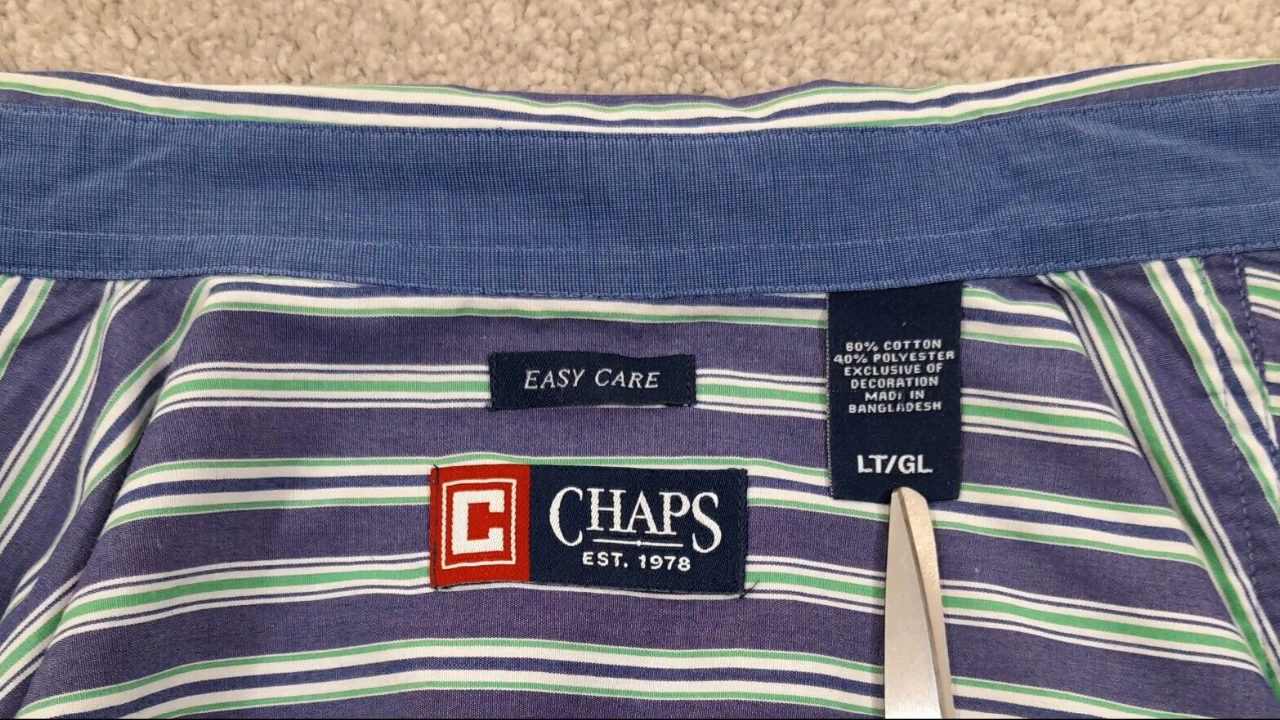 EASY CARE
60% COTTON
40% POLYESTER
EXCLUSIVE OF
DECORATION
MADE IN
BANGLADESH
LT/GL
C
CHAPS
EST. 1978